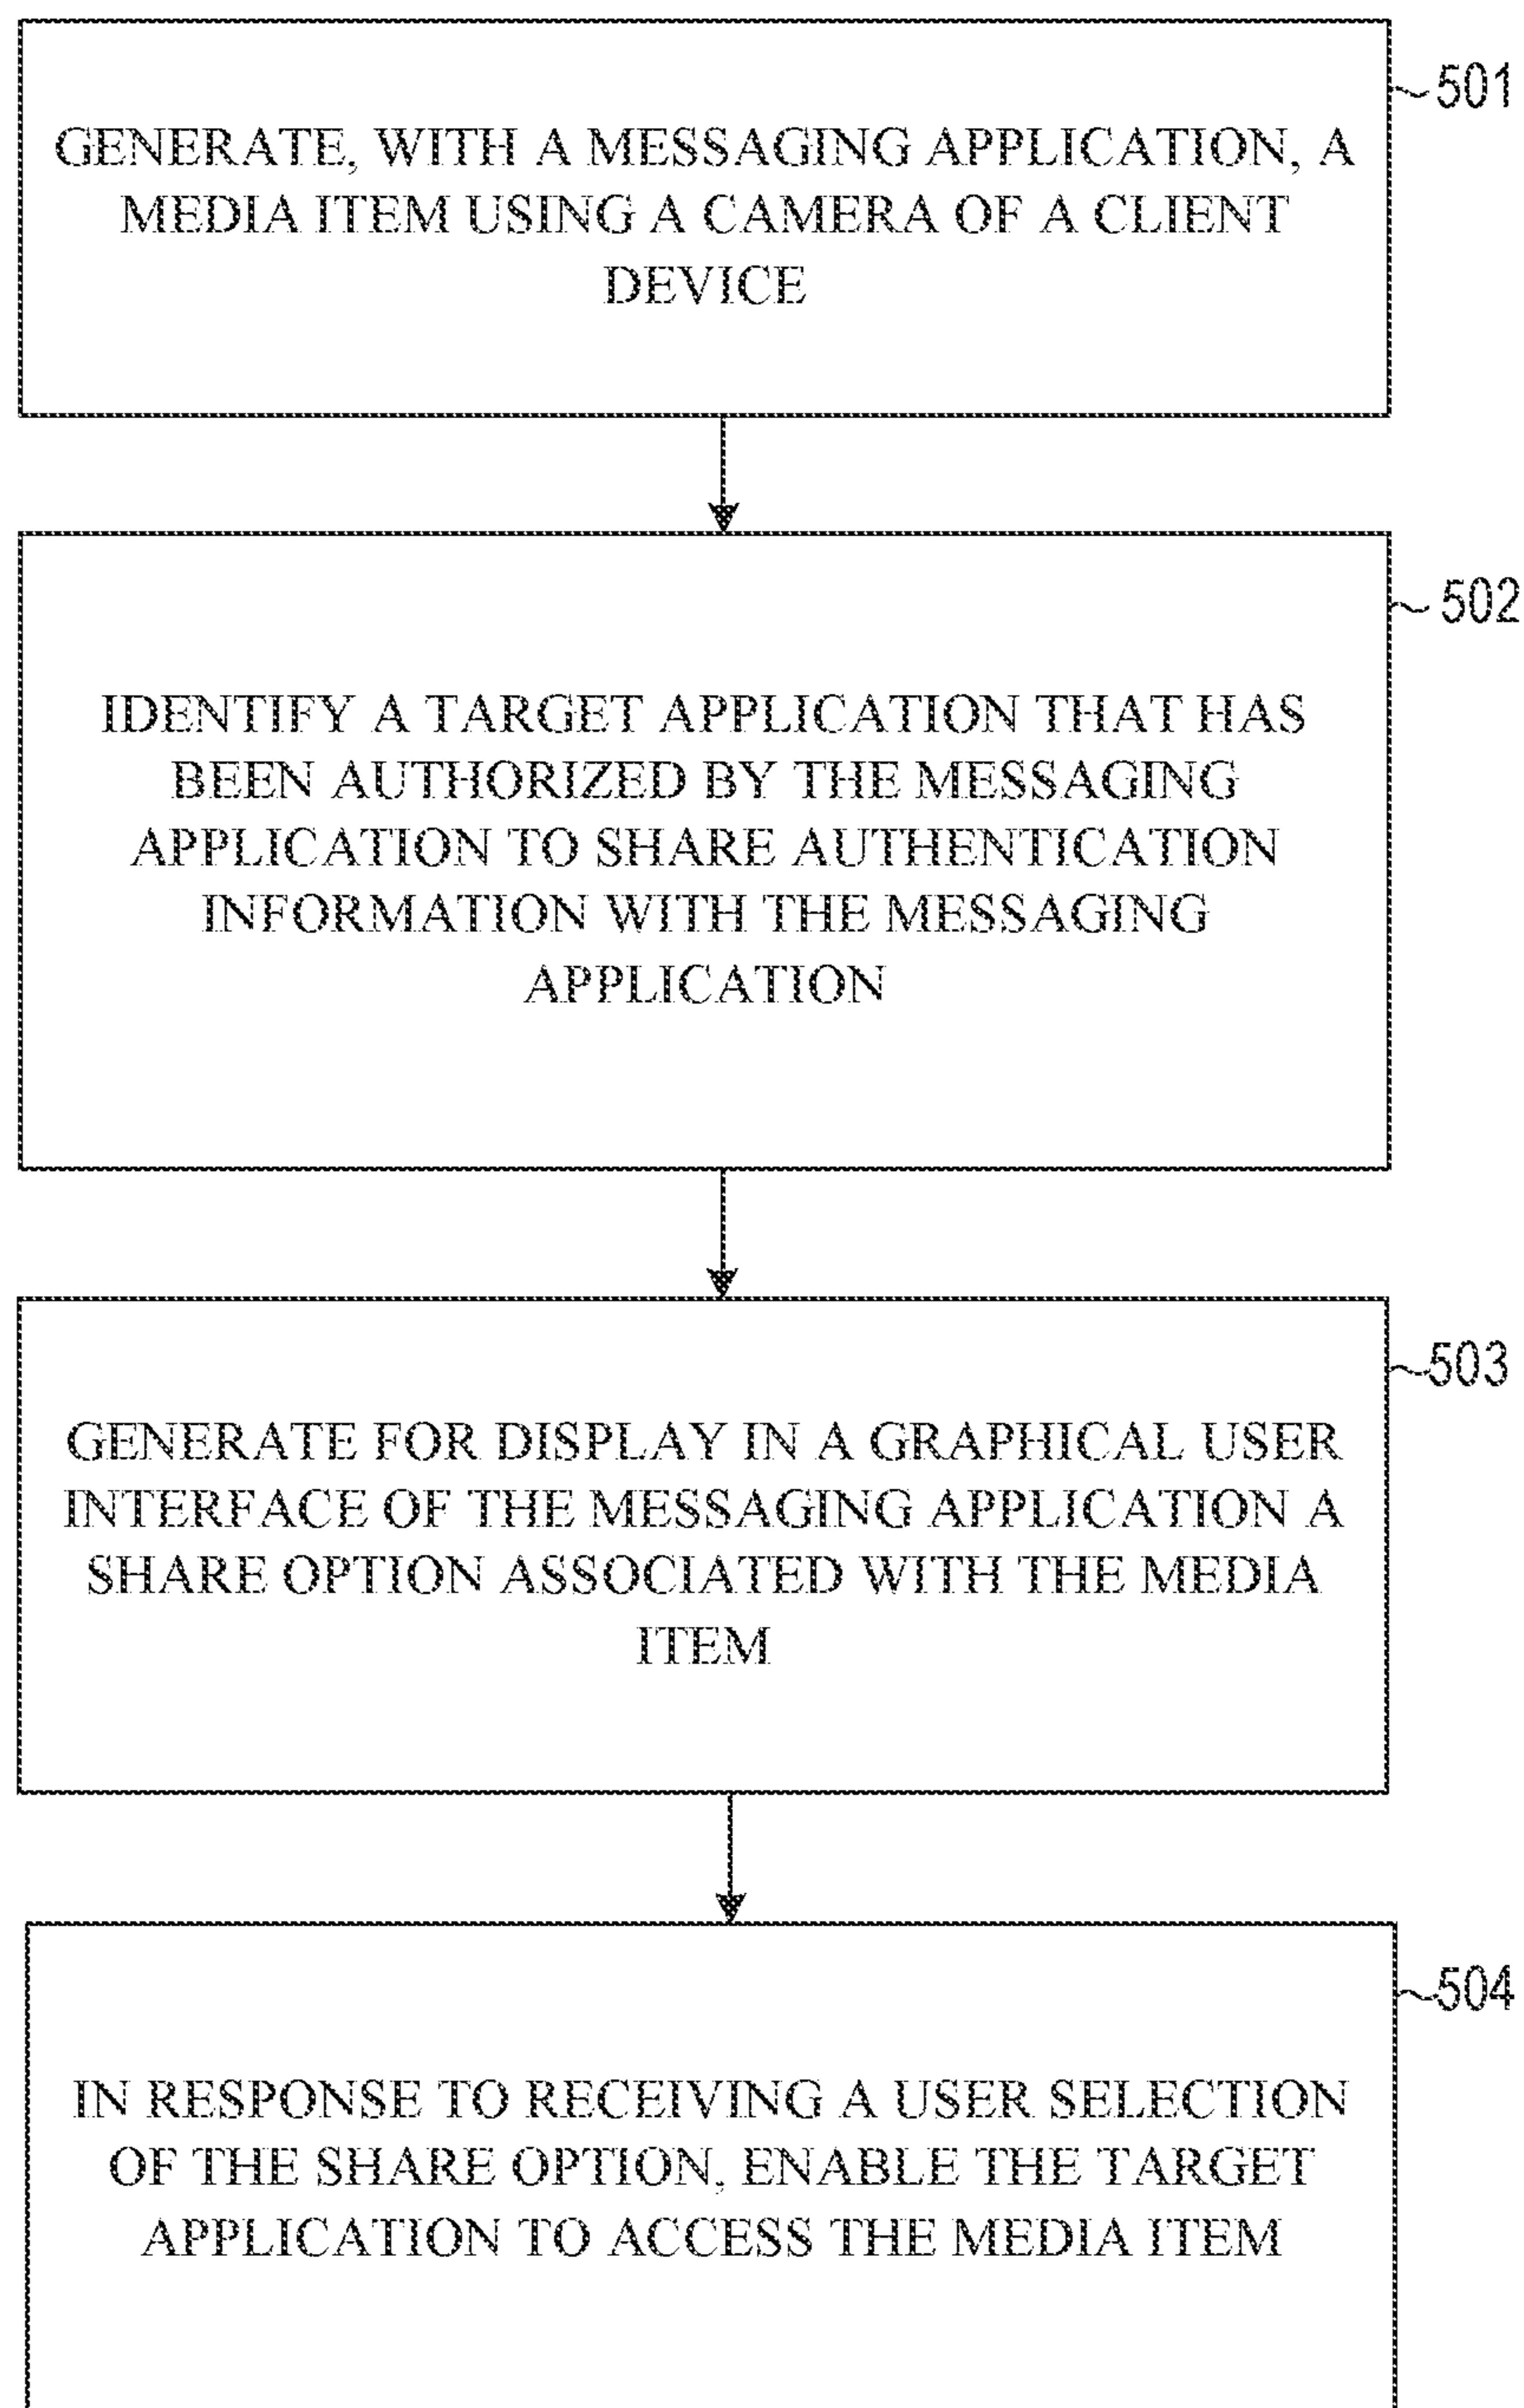 501
GENERATE, WITH A MESSAGING APPLICATION, A
MEDIA ITEM USING A CAMERA OF A CLIENT
DEVICE
502
IDENTIFY A TARGET APPLICATION THAT HAS
BEEN AUTHORIZED BY THE MESSAGING
APPLICATION TO SHARE AUTHENTICATION
INFORMATION WITH THE MESSAGING
APPLICATION
503
GENERATE FOR DISPLAY IN A GRAPHICAL USER
INTERFACE OF THE MESSAGING APPLICATION A
SHARE OPTION ASSOCIATED WITH THE MEDIA
ITEM
504
IN RESPONSE TO RECEIVING A USER SELECTION
OF THE SHARE OPTION, ENABLE THE TARGET
APPLICATION TO ACCESS THE MEDIA ITEM